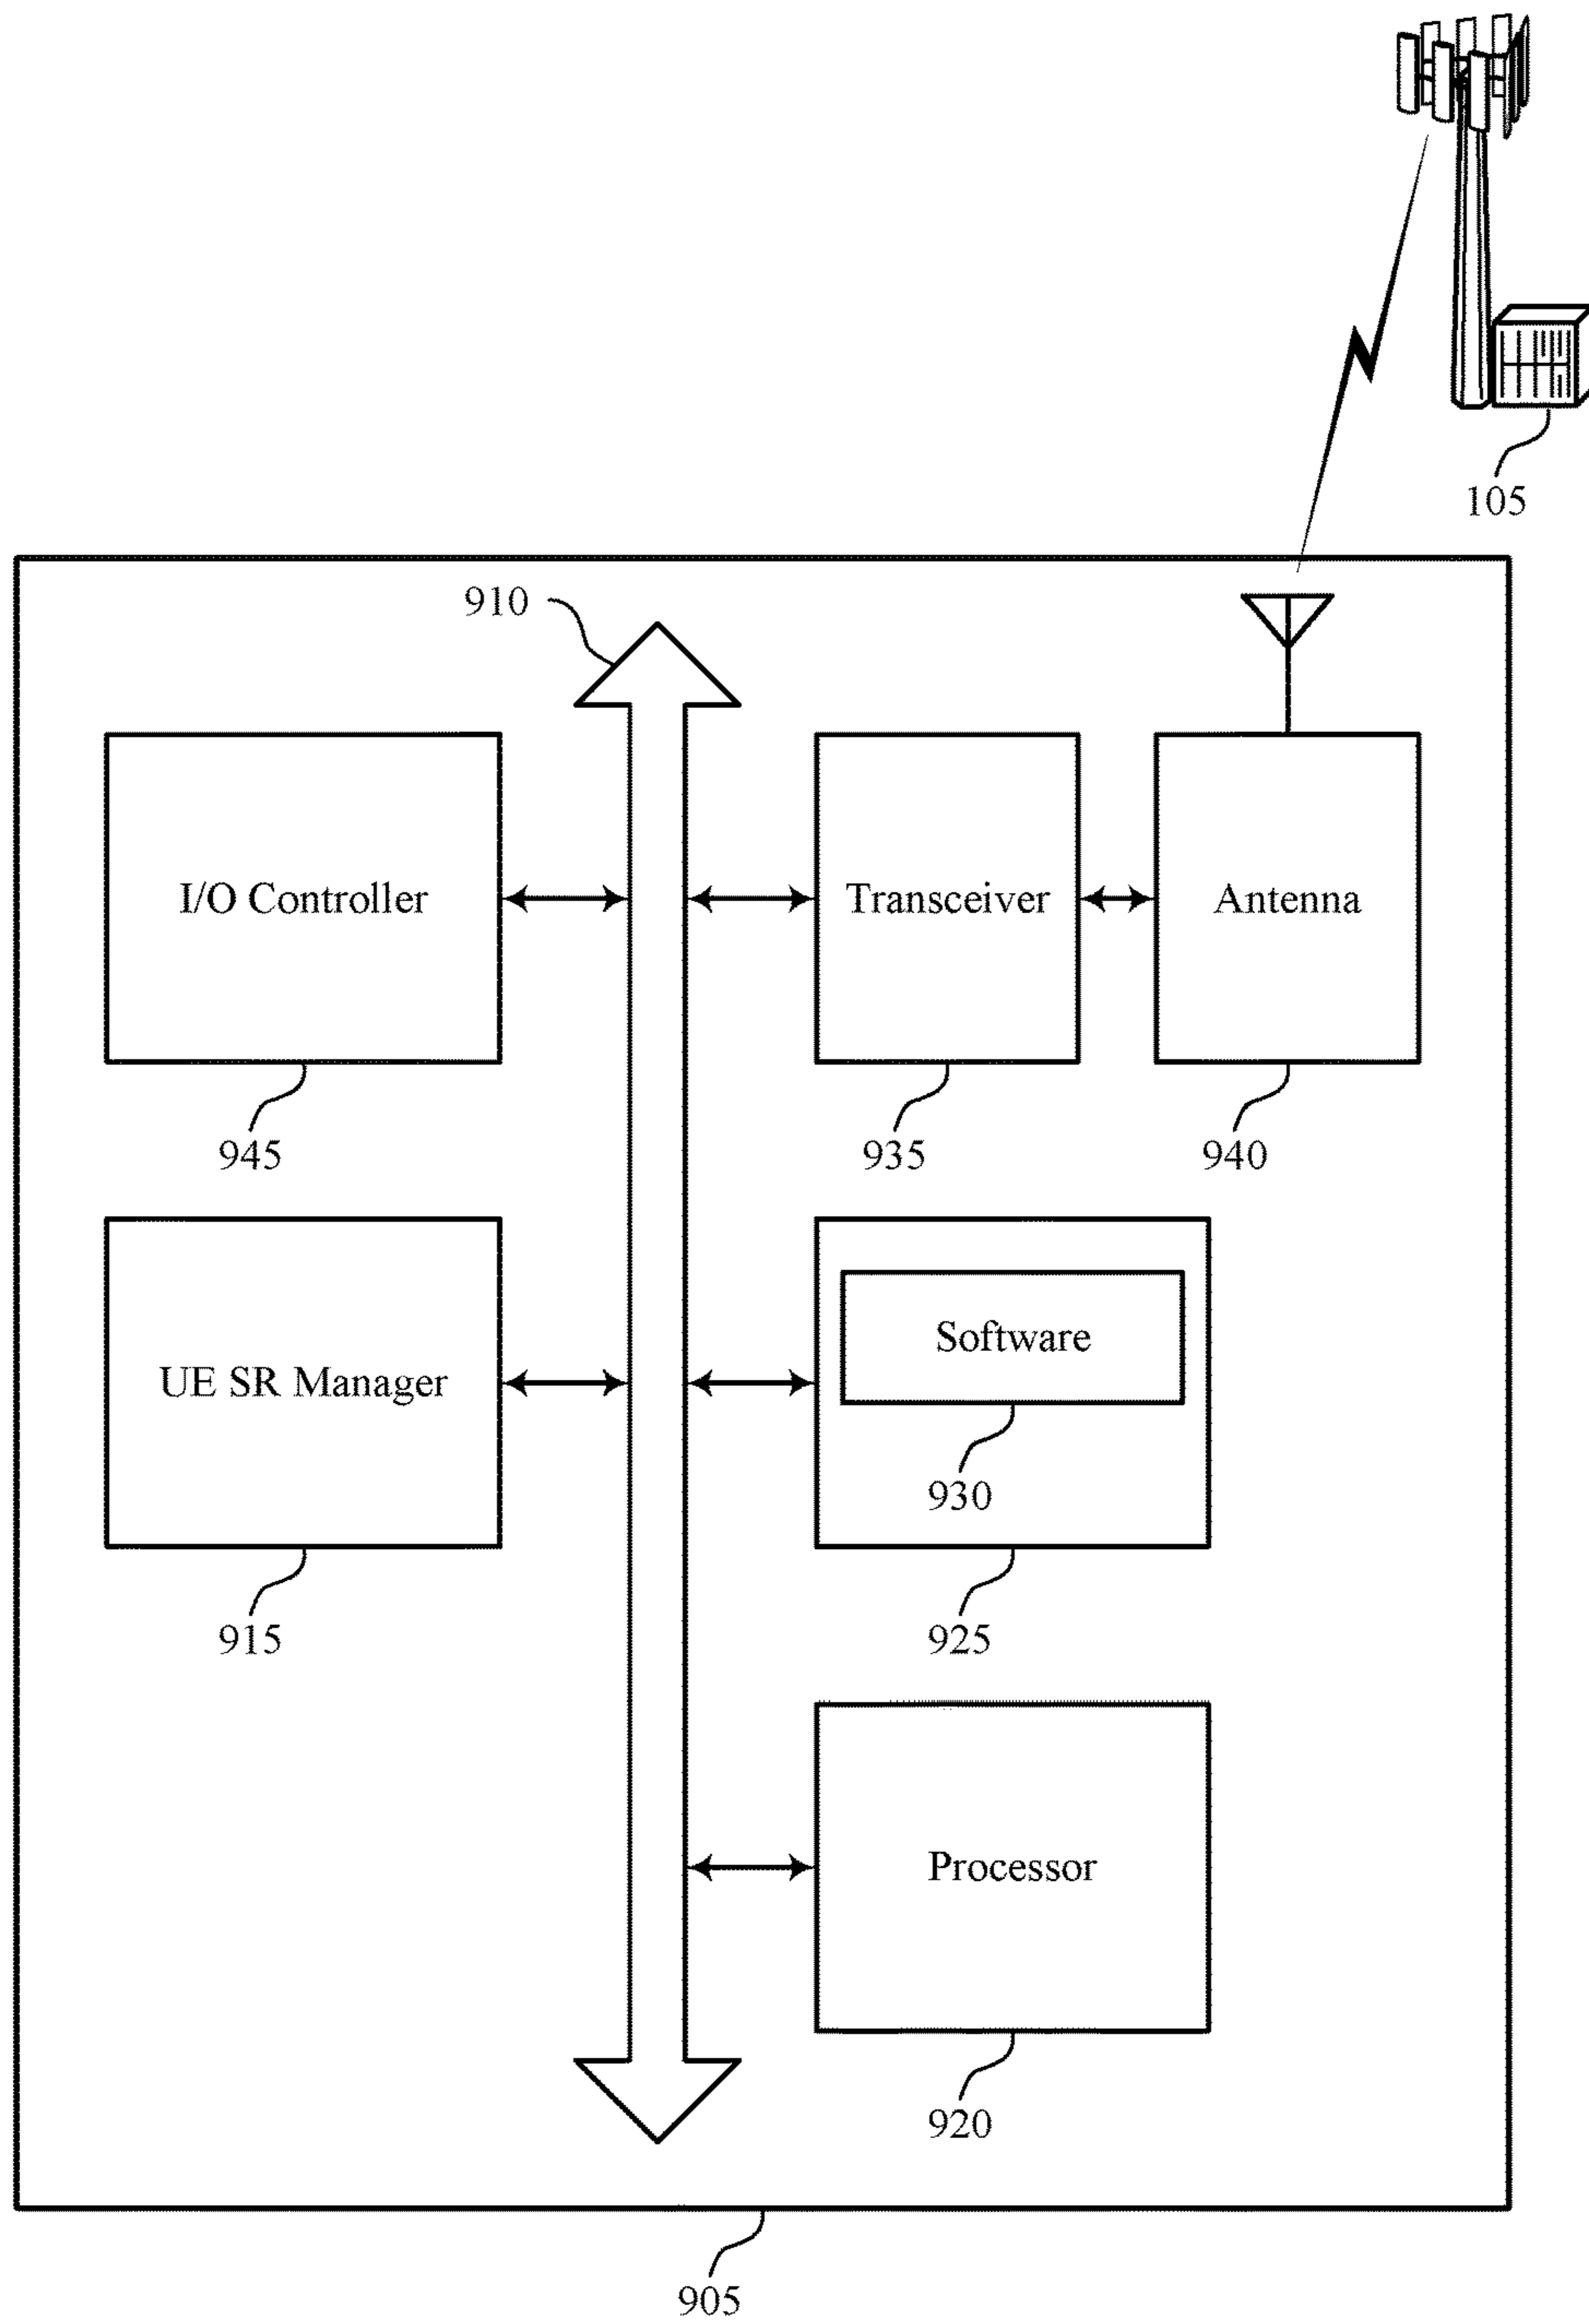 105
910
I/O Controller
Transceiver
Antenna
945
935
940
UE SR Manager
Software
930
915
925
Processor
920
905